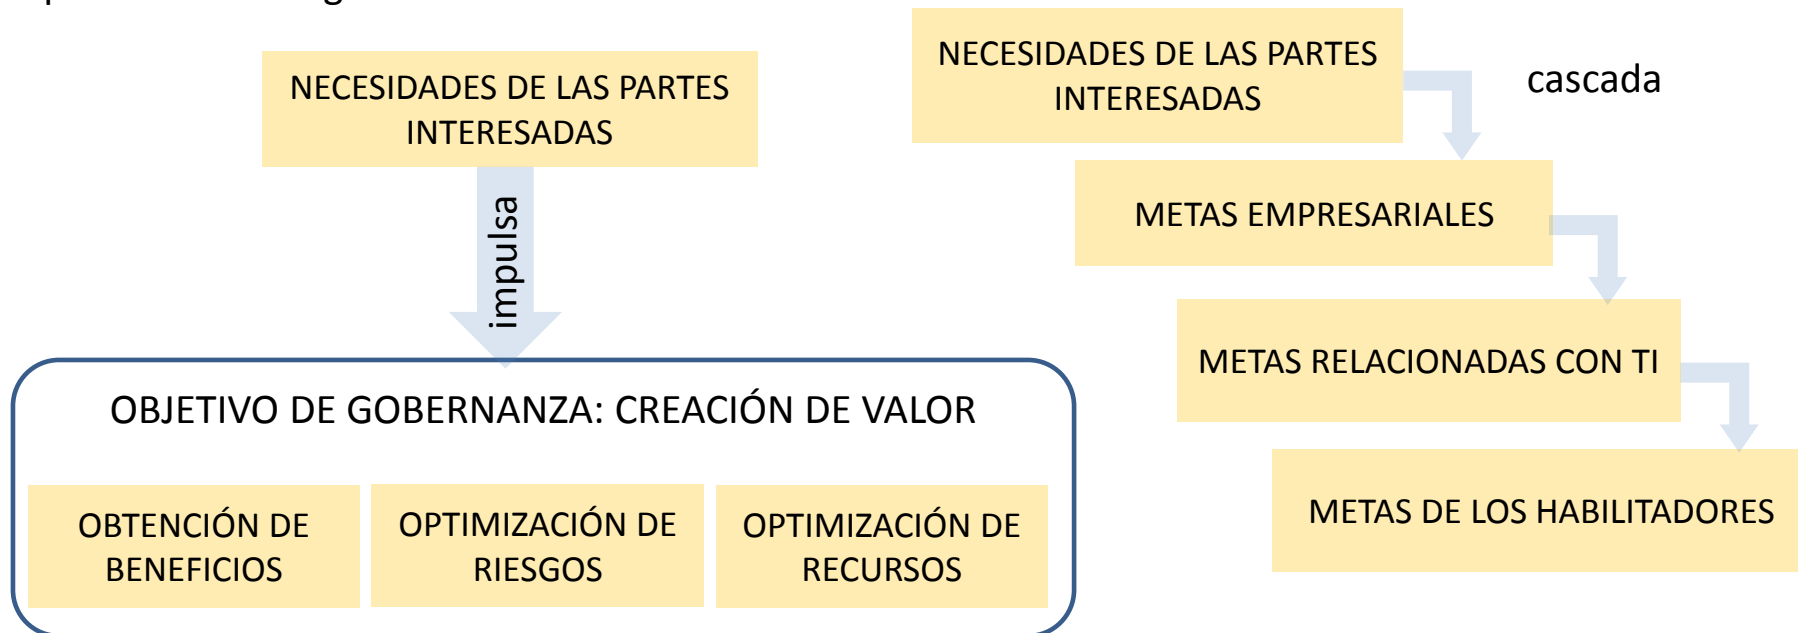 NECESIDADES DE LAS PARTES
INTERESADAS
impulsa
OBJETIVO DE GOBERNANZA: CREACIÓN DE VALOR
OBTENCIÓN DE
BENEFICIOS
OPTIMIZACIÓN DE
RIESGOS
OPTIMIZACIÓN DE
RECURSOS
NECESIDADES DE LAS PARTES
INTERESADAS
cascada
METAS EMPRESARIALES
METAS RELACIONADAS CON TI
METAS DE LOS HABILITADORES